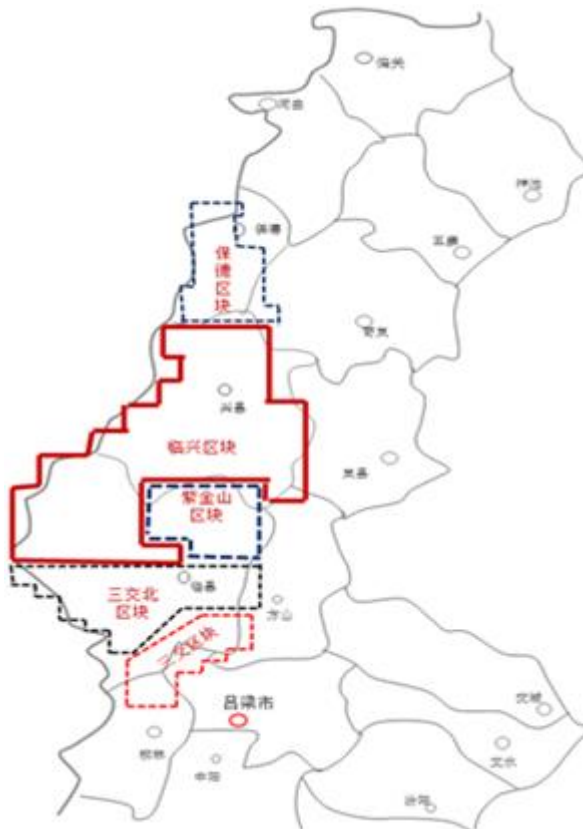 偏关
河曲
神池
保德
五寨
保
德
区
块
岢岚
兴县
临兴区块
岚县
紫金山
区块
临县
三交北
区块
方山
三交区块
吕梁市
交城
柳林
文水
中阳
汾阳